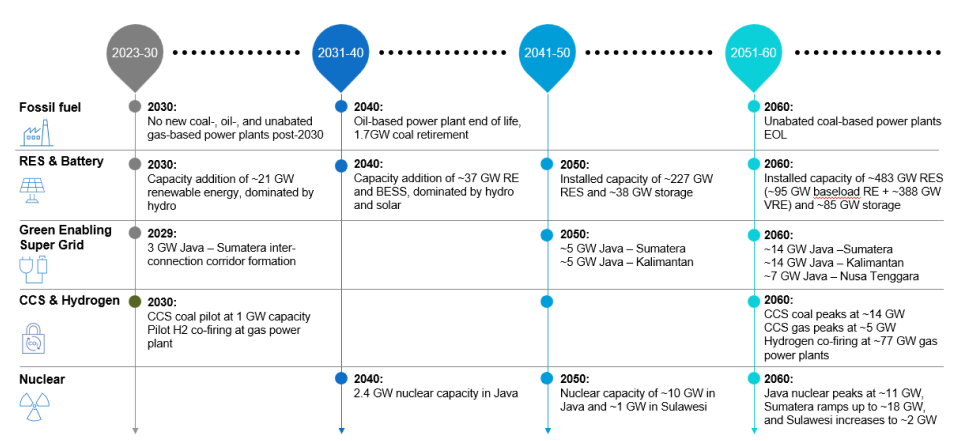 2023-30
2031-40
2041-50
2051-60
Fossil fuel
2030:
No new coal-, oil-, and unabated
gas-based power plants post-2030
2040:
Oil-based power plant end of life,
1.7GW coal retirement
2060:
Unabated coal-based power plants
EOL
RES & Battery
2030:
Capacity addition of ~21 GW
renewable energy, dominated by
hydro
2040:
Capacity addition of ~37 GW RE
and BESS, dominated by hydro
and solar
2050:
Installed capacity of ~227 GW
RES and ~38 GW storage
2060:
Installed capacity of ~483 GW RES
(~95 GW baseload RE + ~388 GW
VRE) and ~85 GW storage
Green Enabling
Super Grid
2029:
3 GW Java – Sumatera inter-
connection corridor formation
2050:
~5 GW Java – Sumatera
~5 GW Java – Kalimantan
2060:
~14 GW Java –Sumatera
~14 GW Java – Kalimantan
~7 GW Java – Nusa Tenggara
CCS & Hydrogen
CO₂
2030:
CCS coal pilot at 1 GW capacity
Pilot H2 co-firing at gas power
plant
2060:
CCS coal peaks at ~14 GW
CCS gas peaks at ~5 GW
Hydrogen co-firing at ~77 GW gas
power plants
Nuclear
2040:
2.4 GW nuclear capacity in Java
2050:
Nuclear capacity of ~10 GW in
Java and ~1 GW in Sulawesi
2060:
Java nuclear peaks at ~11 GW,
Sumatera ramps up to ~18 GW,
and Sulawesi increases to ~2 GW